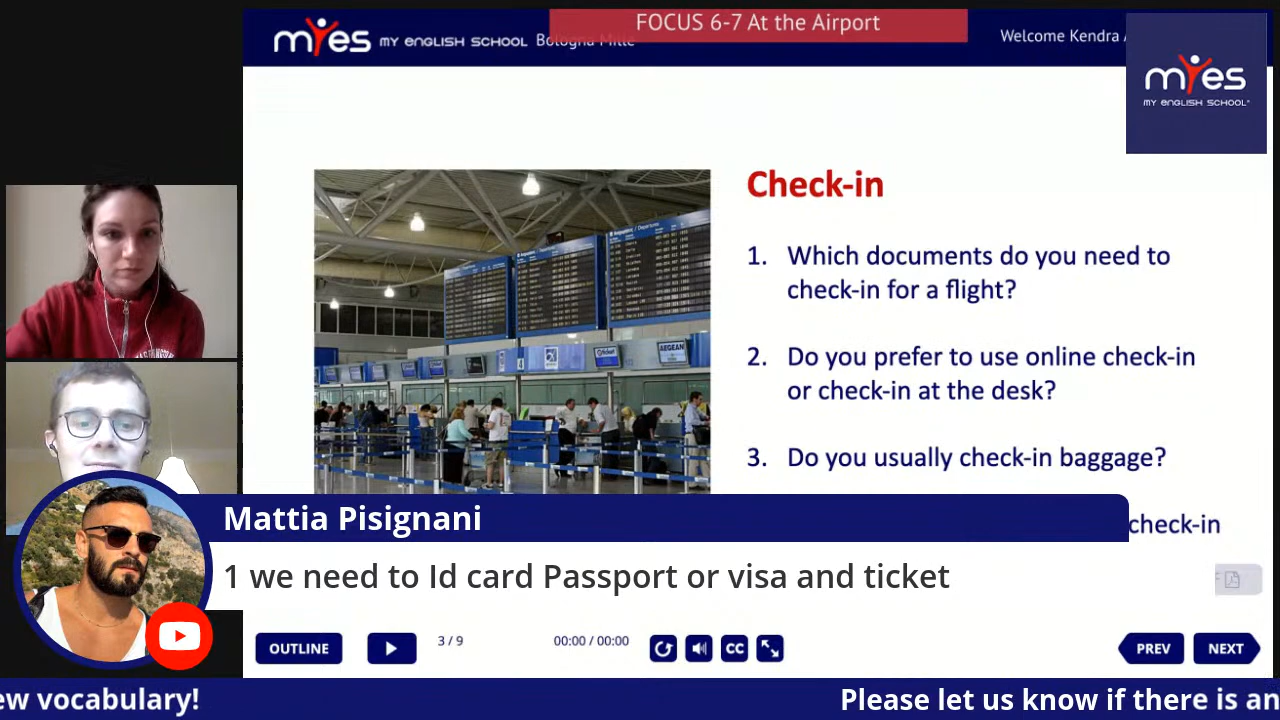 FOCUS 6-7 At the Airport
myes MY ENGLISH SCHOOL Bologna Mille
Welcome Kendra
myes
MY ENGLISH SCHOOL
Check-in
1. Which documents do you need to
check-in for a flight?
2. Do you prefer to use online check-in
or check-in at the desk?
3. Do you usually check-in baggage?
check-in
AEGEAN
Mattia Pisignani
1 we need to Id card Passport or visa and ticket
OUTLINE
3 / 9
00:00 / 00:00
CC
PREV
NEXT
ew vocabulary!
Please let us know if there is an